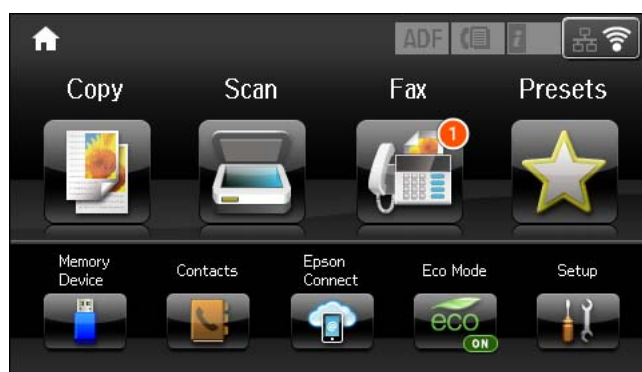 ADF i
Copy Scan Fax Presets
1
Memory Device Contacts Epson Connect Eco Mode Setup
eco
ON